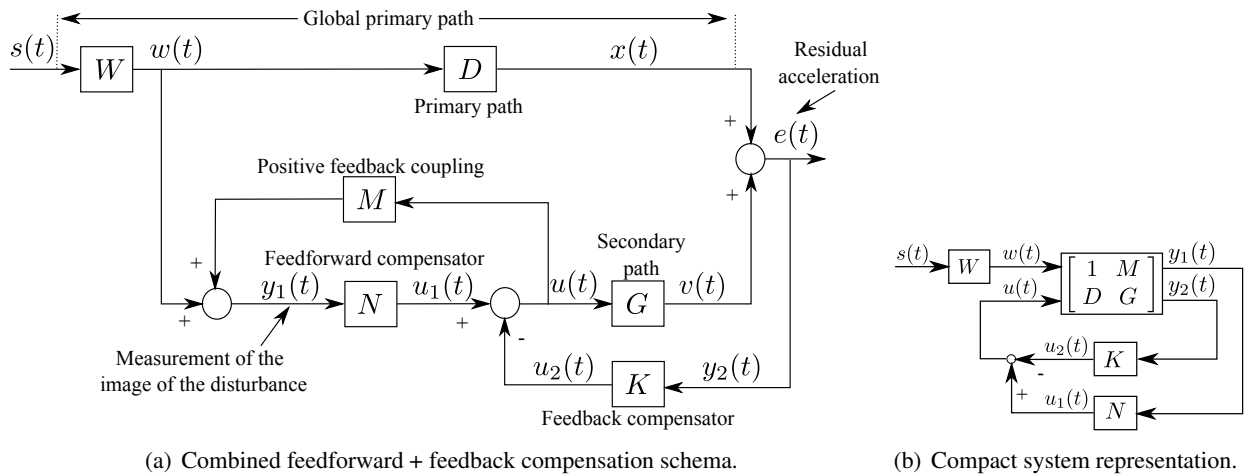 Global primary path
s(t)
W
w(t)
D
Primary path
x(t)
Residual
acceleration
+
e(t)
+
Positive feedback coupling
M
+
+
Feedforward compensator
y₁(t)
N
u₁(t)
+
-
u(t)
Secondary
path
G
v(t)
Measurement of the
image of the disturbance
u₂(t)
K
y₂(t)
Feedback compensator
(a) Combined feedforward + feedback compensation schema.
s(t)
W
w(t)
u(t)
1 M
D G
y₁(t)
y₂(t)
u₂(t)
-
K
+
u₁(t)
N
(b) Compact system representation.